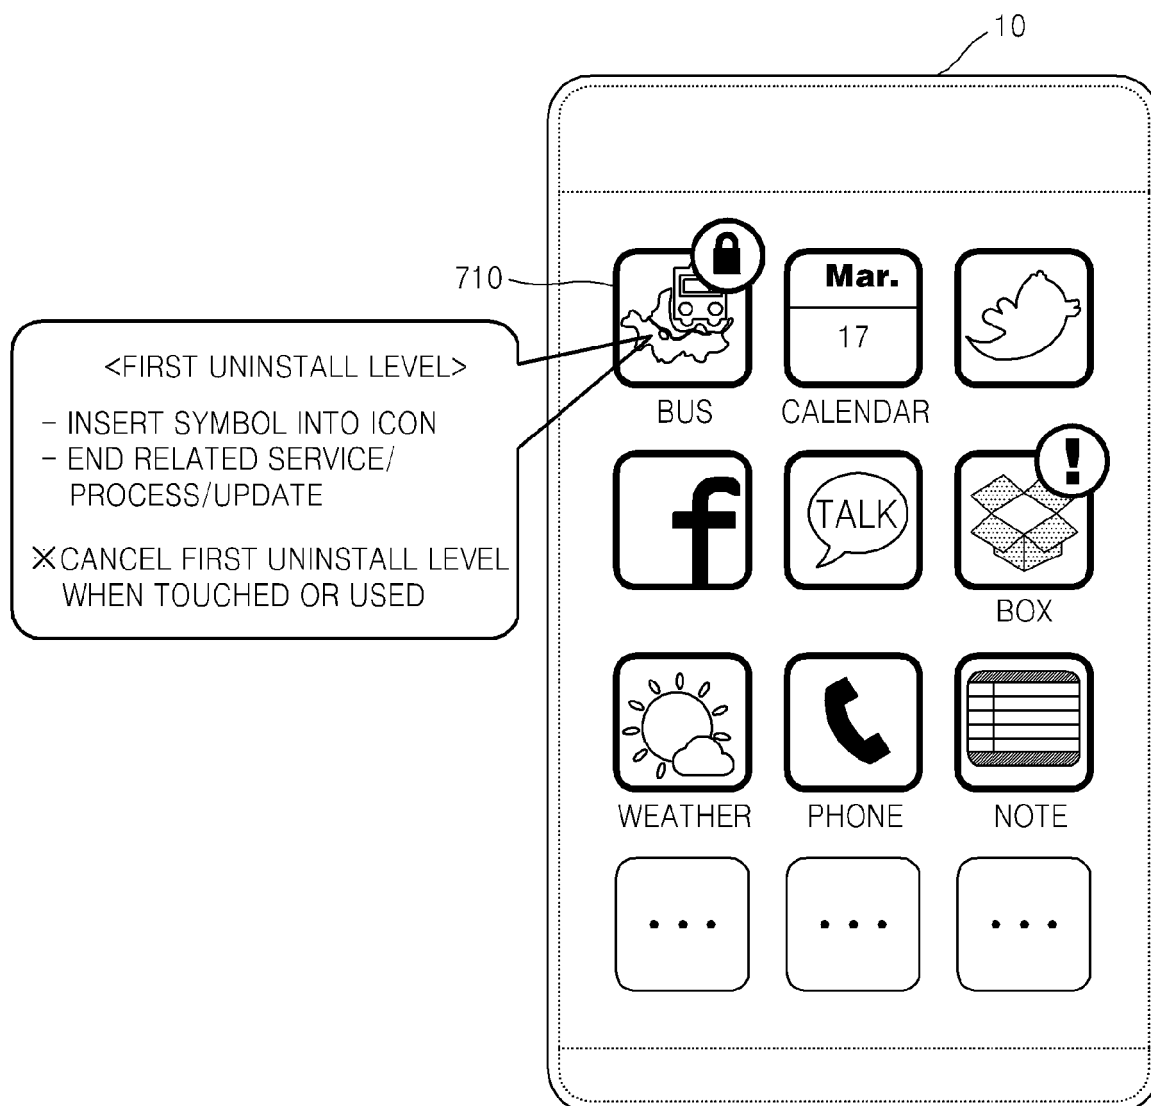 10
710
<FIRST UNINSTALL LEVEL>
- INSERT SYMBOL INTO ICON
- END RELATED SERVICE/
PROCESS/UPDATE
※CANCEL FIRST UNINSTALL LEVEL
WHEN TOUCHED OR USED
Mar.
17
BUS
CALENDAR
!
f
TALK
BOX
WEATHER
PHONE
NOTE
• • •
• • •
• • •